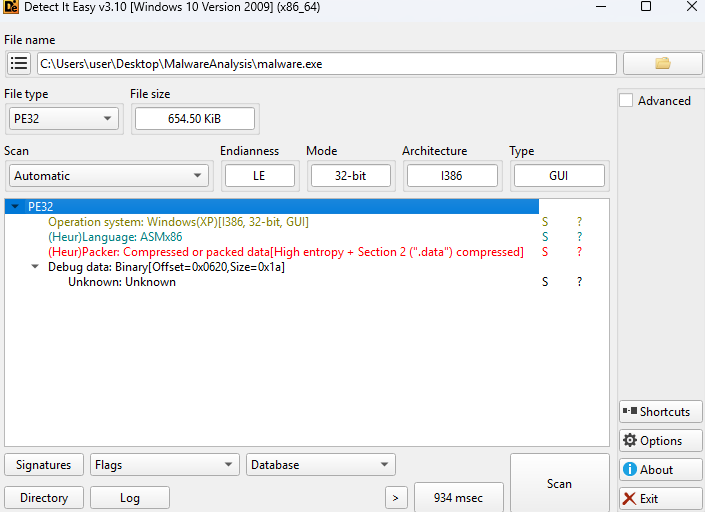 Detect It Easy v3.10 [Windows 10 Version 2009] (x86_64)
File name
C:\Users\user\Desktop\MalwareAnalysis\malware.exe
File type
File size
Advanced
PE32
654.50 KiB
Scan
Endianness
Mode
Architecture
Type
Automatic
LE
32-bit
I386
GUI
PE32
Operation system: Windows(XP)[I386, 32-bit, GUI] S ?
(Heur)Language: ASMx86 S ?
(Heur)Packer: Compressed or packed data[High entropy + Section 2 (".data") compressed] S ?
Debug data: Binary[Offset=0x0620,Size=0x1a]
Unknown: Unknown S ?
Shortcuts
Options
Signatures
Flags
Database
Scan
About
Directory
Log
>
934 msec
Exit